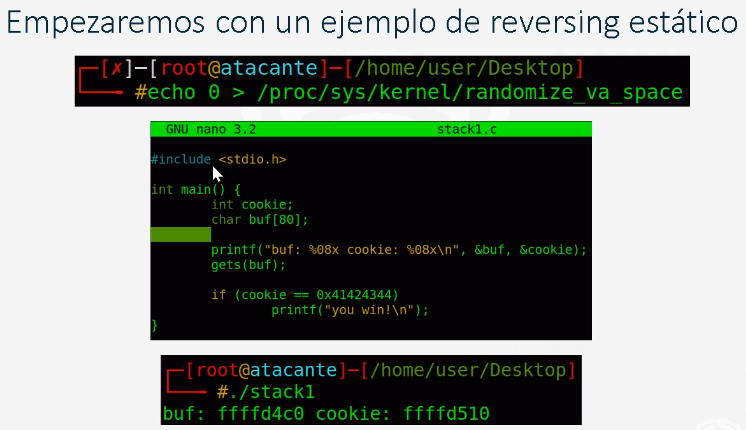 Empezaremos con un ejemplo de reversing estático
┌─[✗]─[root@atacante]─[/home/user/Desktop]
└──╼ #echo 0 > /proc/sys/kernel/randomize_va_space
GNU nano 3.2 stack1.c
#include <stdio.h>
int main() {
int cookie;
char buf[80];
printf("buf: %08x cookie: %08x\n", &buf, &cookie);
gets(buf);
if (cookie == 0x41424344)
printf("you win!\n");
}
┌─[root@atacante]─[/home/user/Desktop]
└──╼ #./stack1
buf: ffffd4c0 cookie: ffffd510